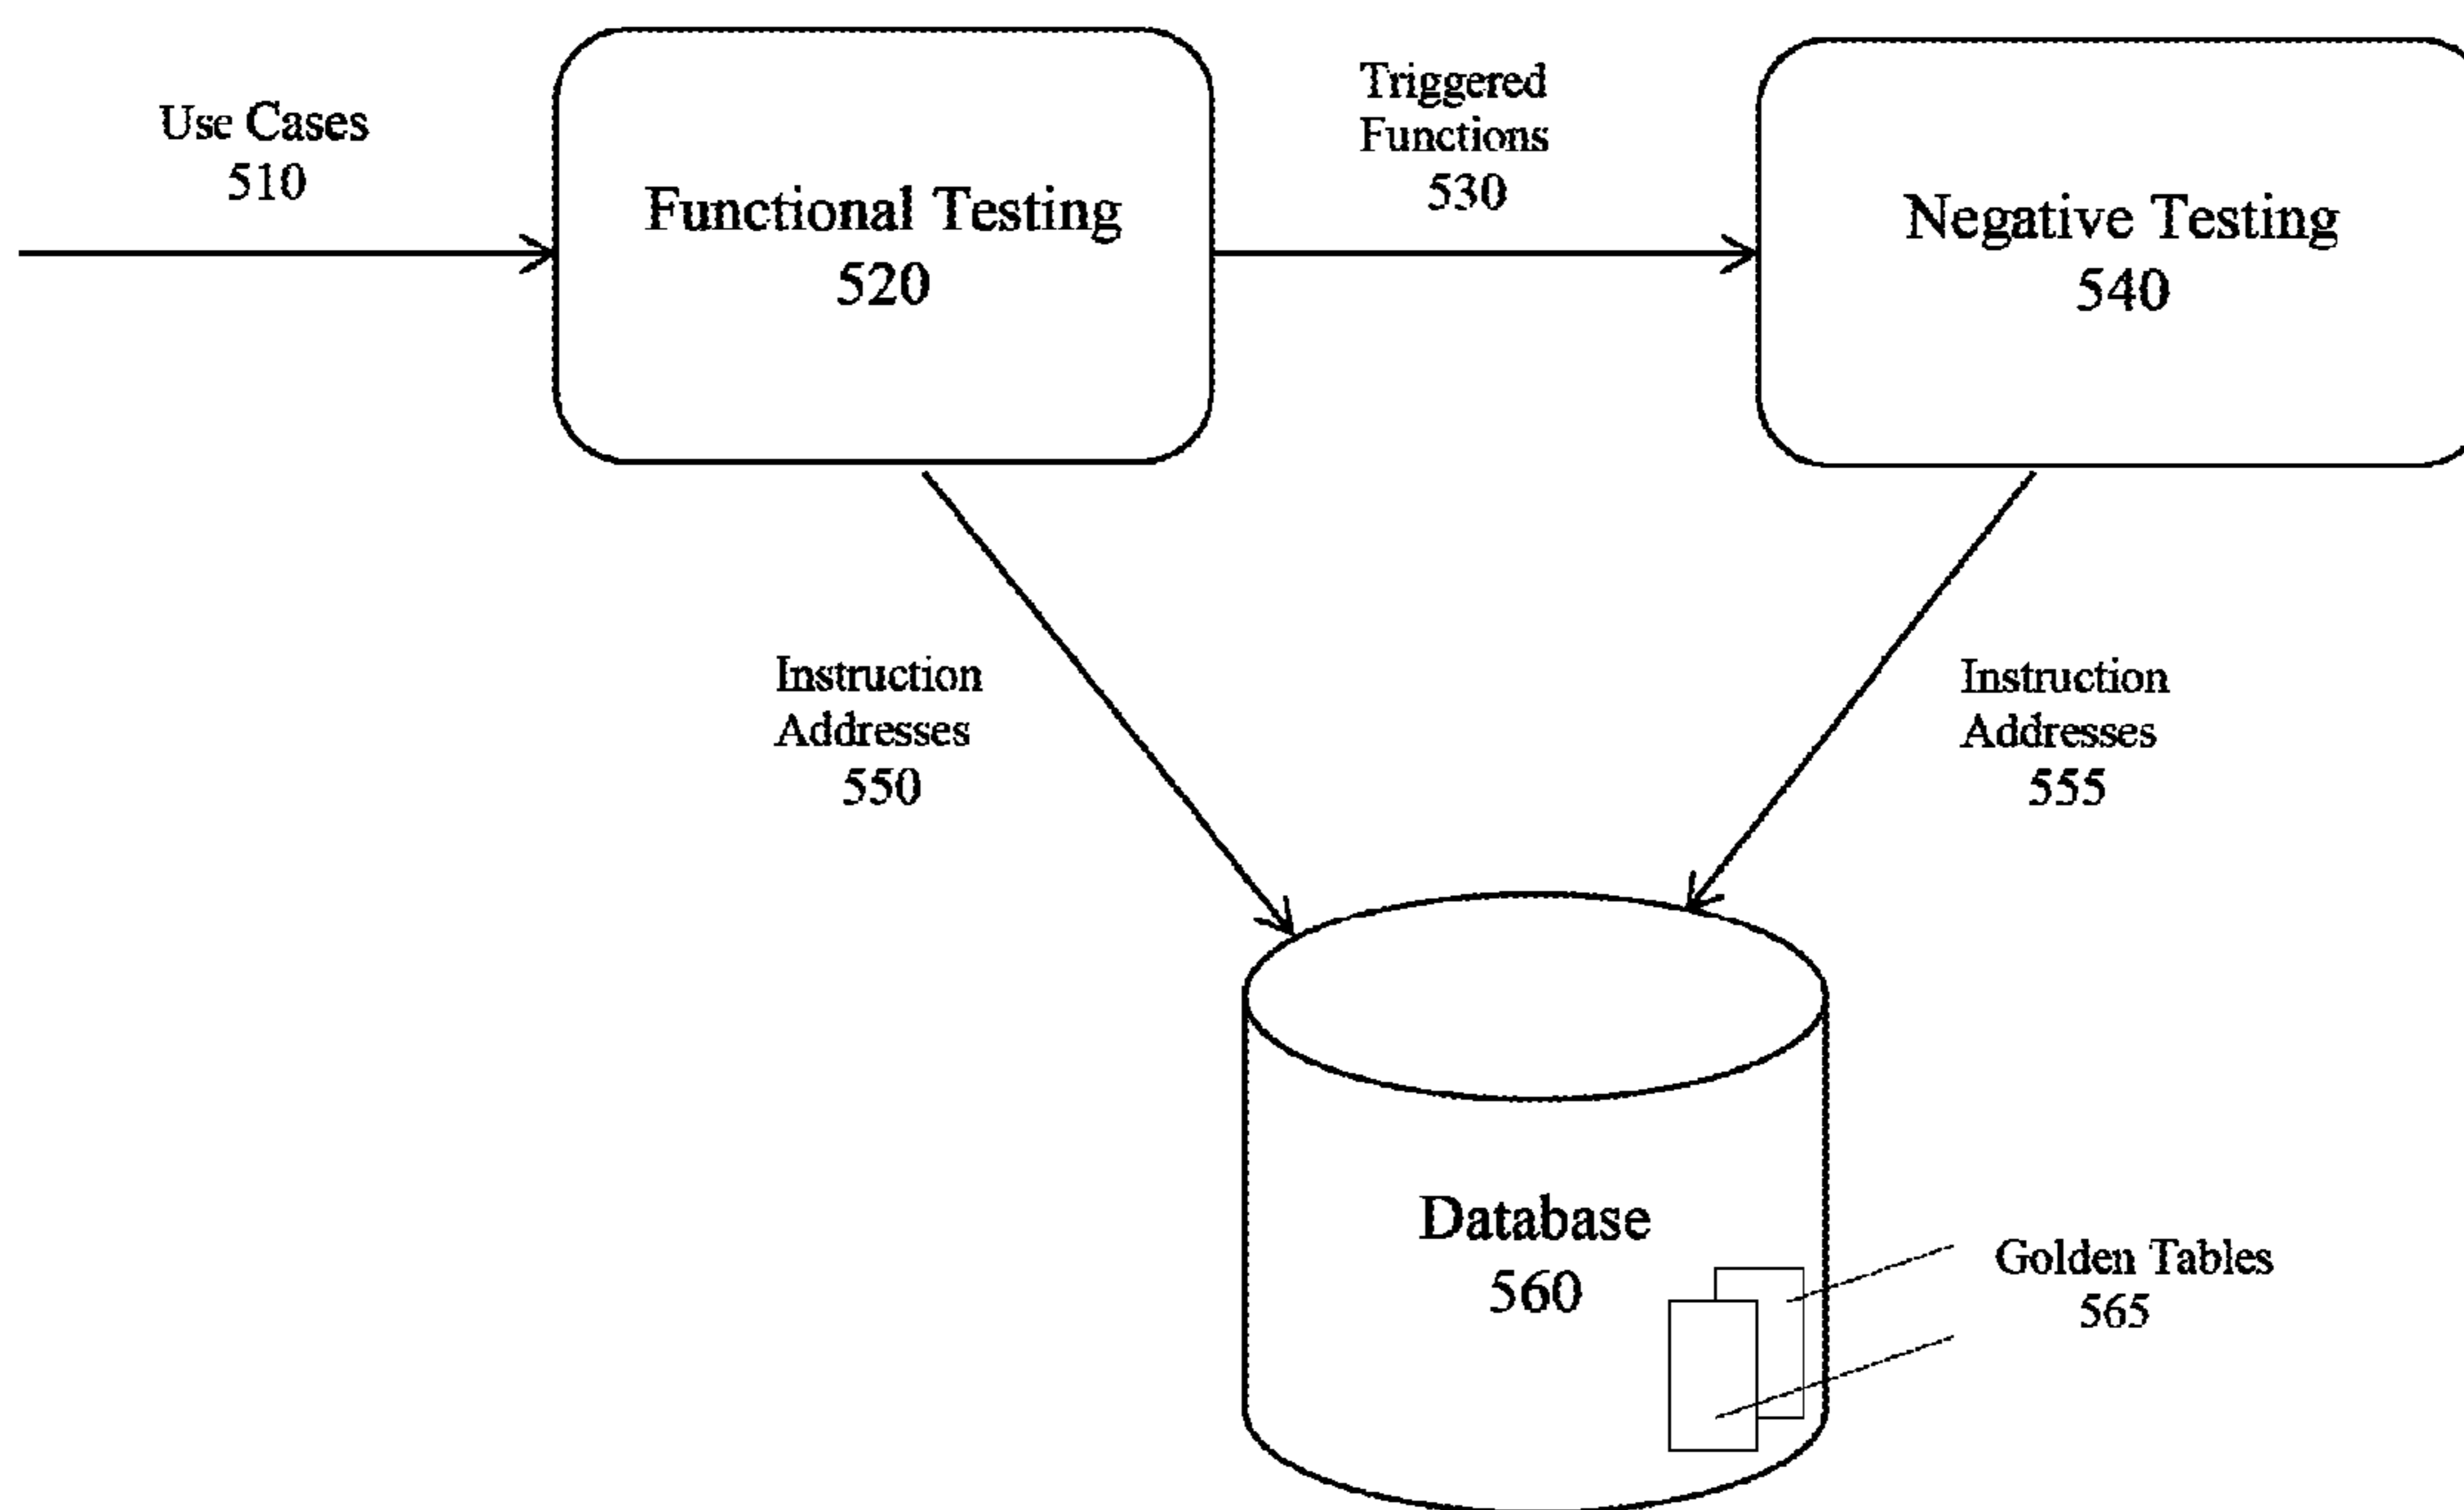 Use Cases
510
Functional Testing
520
Triggered
Functions
530
Negative Testing
540
Instruction
Addresses
550
Instruction
Addresses
555
Database
560
Golden Tables
565